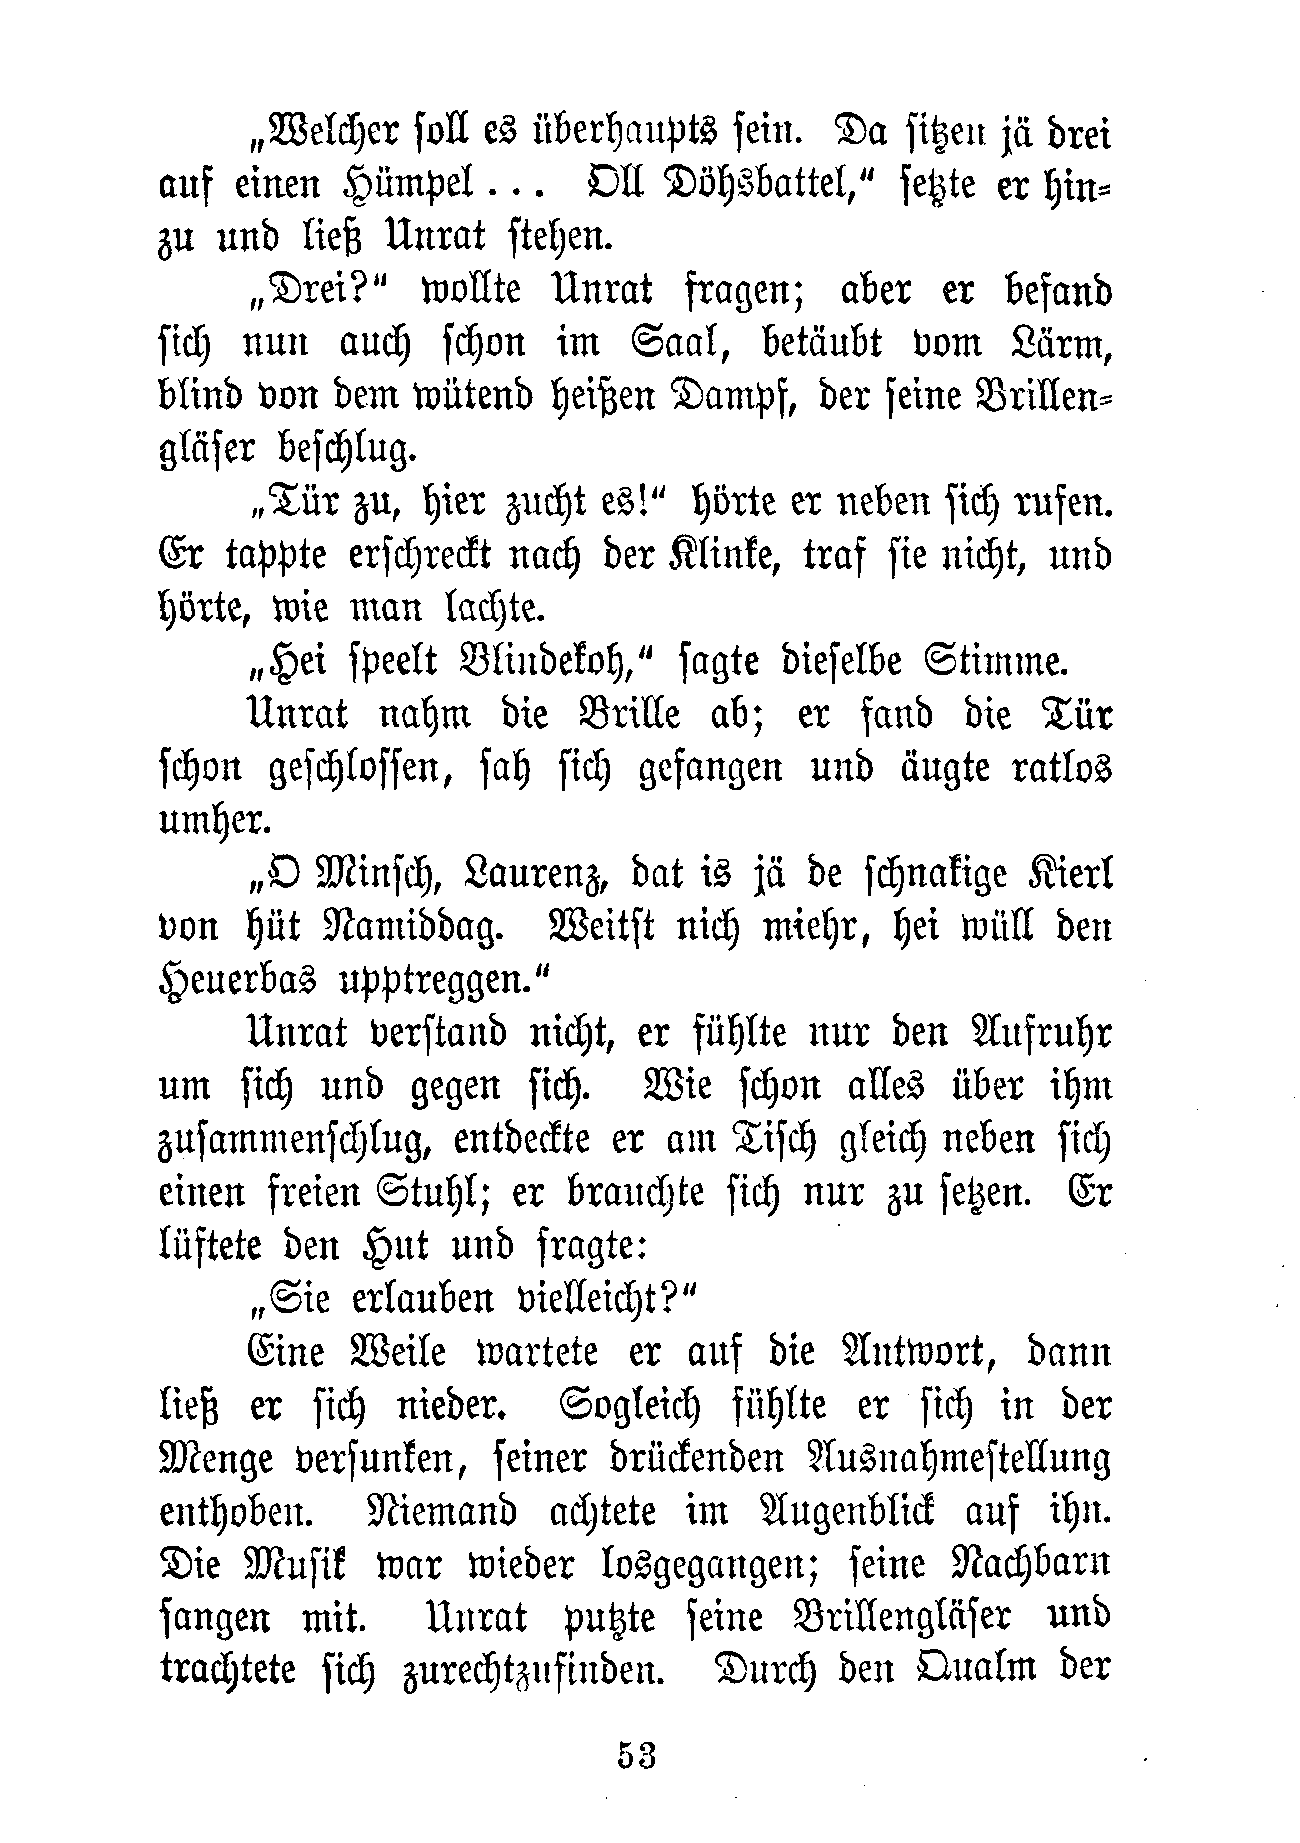 „Welcher soll es überhaupts sein. Da sitzen jä drei
auf einen Hümpel ... Oll Döhsbattel,“ setzte er hin-
zu und ließ Unrat stehen.
„Drei?“ wollte Unrat fragen; aber er befand
sich nun auch schon im Saal, betäubt vom Lärm,
blind von dem wütend heißen Dampf, der seine Brillen-
gläser beschlug.
„Tür zu, hier zucht es!“ hörte er neben sich rufen.
Er tappte erschreckt nach der Klinke, traf sie nicht, und
hörte, wie man lachte.
„Hei speelt Blindekoh,“ sagte dieselbe Stimme.
Unrat nahm die Brille ab; er fand die Tür
schon geschlossen, sah sich gefangen und äugte ratlos
umher.
„O Minsch, Laurenz, dat is jä de schnakige Kierl
von hüt Namiddag. Weitst nich miehr, hei wüll den
Heuerbas upptreggen.“
Unrat verstand nicht, er fühlte nur den Aufruhr
um sich und gegen sich. Wie schon alles über ihm
zusammenschlug, entdeckte er am Tisch gleich neben sich
einen freien Stuhl; er brauchte sich nur zu setzen. Er
lüftete den Hut und fragte:
„Sie erlauben vielleicht?“
Eine Weile wartete er auf die Antwort, dann
ließ er sich nieder. Sogleich fühlte er sich in der
Menge versunken, seiner drückenden Ausnahmestellung
enthoben. Niemand achtete im Augenblick auf ihn.
Die Musik war wieder losgegangen; seine Nachbarn
sangen mit. Unrat putzte seine Brillengläser und
trachtete sich zurechtzufinden. Durch den Qualm der
53